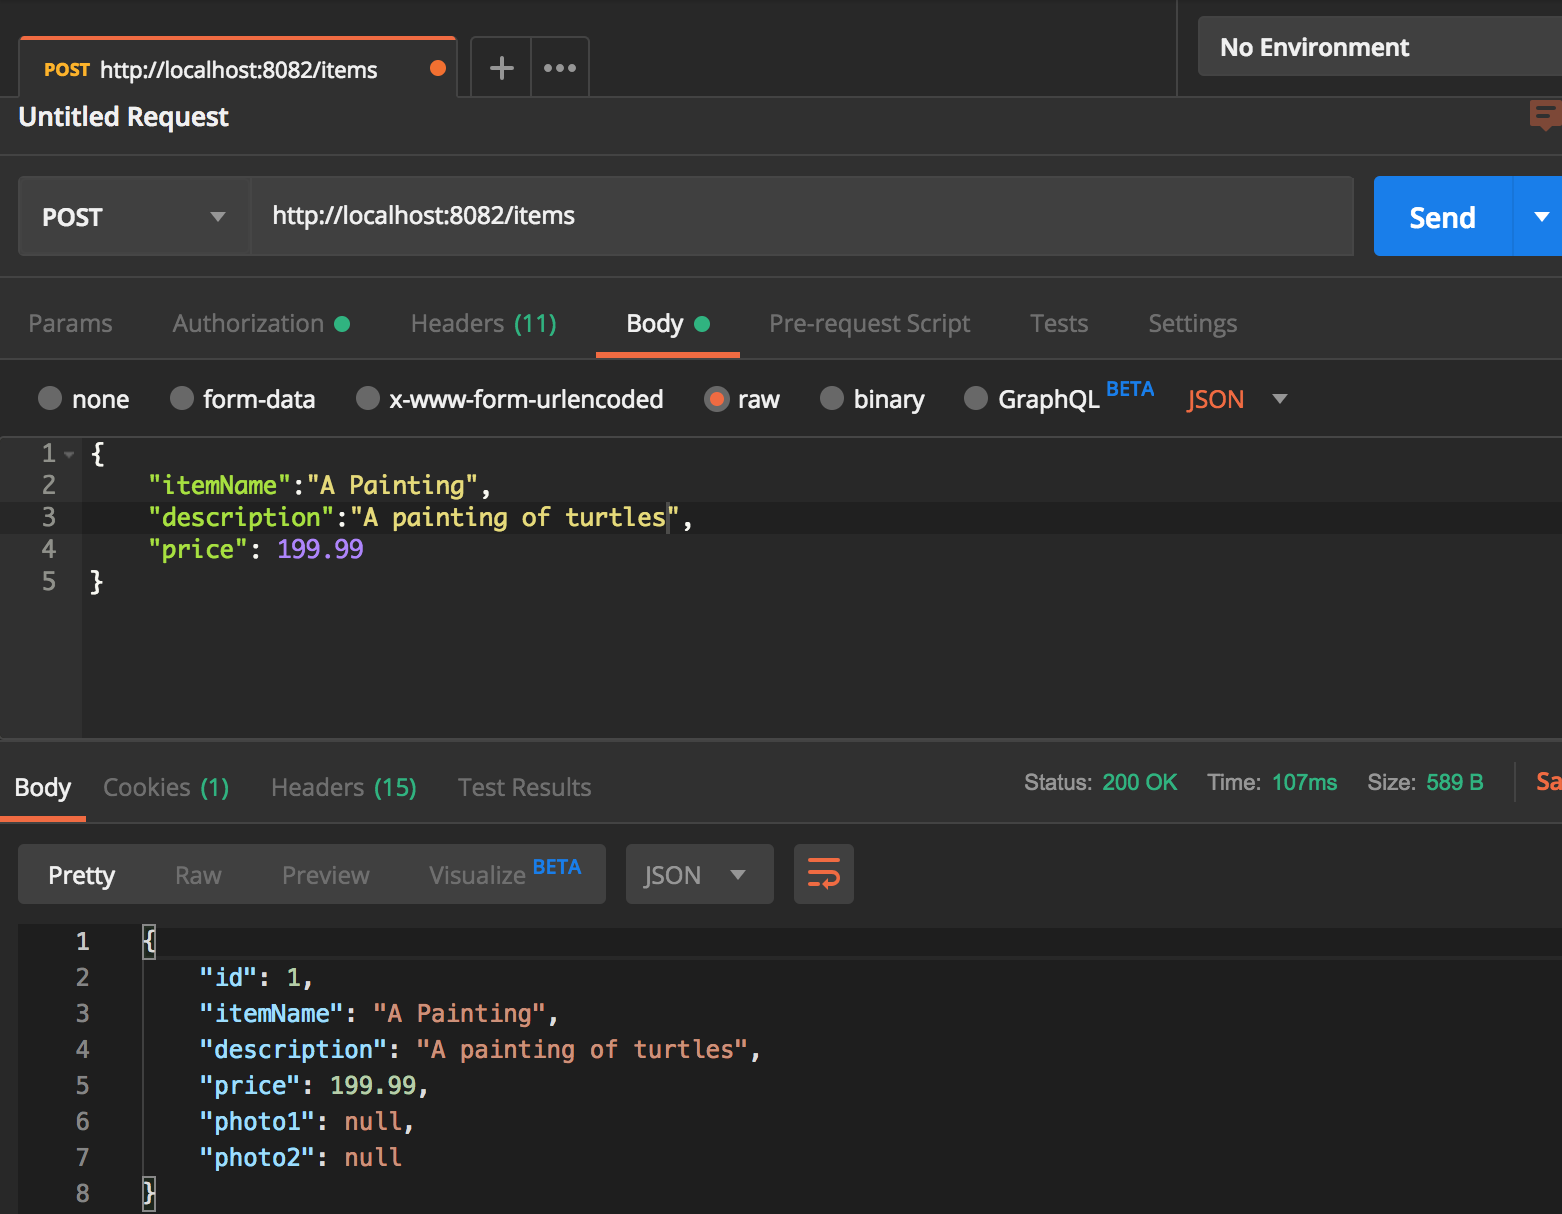 POST http://localhost:8082/items
No Environment
Untitled Request
POST http://localhost:8082/items Send
Params Authorization Headers (11) Body Pre-request Script Tests Settings
none form-data x-www-form-urlencoded raw binary GraphQL BETA JSON
1 {
2 "itemName":"A Painting",
3 "description":"A painting of turtles",
4 "price": 199.99
5 }
Body Cookies (1) Headers (15) Test Results Status: 200 OK Time: 107ms Size: 589 B Sa
Pretty Raw Preview Visualize BETA JSON
1 {
2 "id": 1,
3 "itemName": "A Painting",
4 "description": "A painting of turtles",
5 "price": 199.99,
6 "photo1": null,
7 "photo2": null
8 }